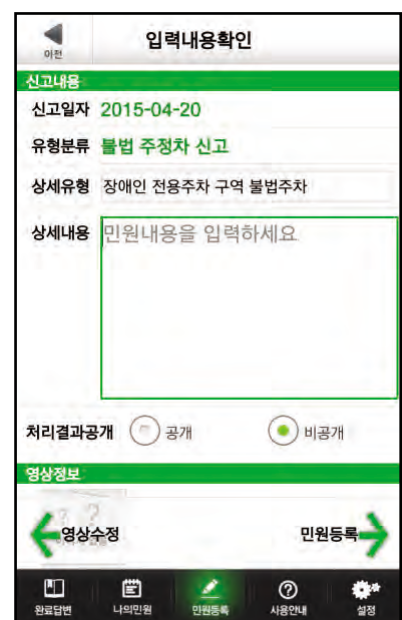 이전
입력내용확인
신고내용
신고일자 2015-04-20
유형분류 불법 주정차 신고
상세유형 장애인 전용주차 구역 불법주차
상세내용 민원내용을 입력하세요
처리결과공개 공개 비공개
영상정보
? ?
영상수정 민원등록
완료답변 나의민원 민원등록 사용안내 설정